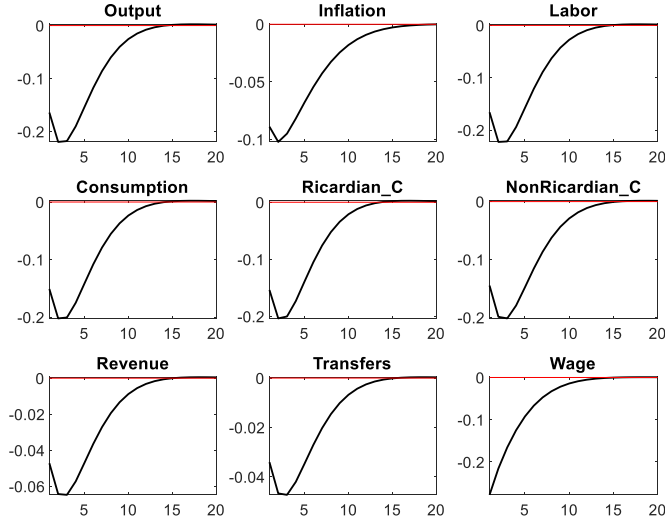 Output Inflation Labor
0 0 0
-0.1 -0.05 -0.1
-0.2 -0.1 -0.2
5 10 15 20 5 10 15 20 5 10 15 20
Consumption Ricardian_C NonRicardian_C
0 0 0
-0.1 -0.1 -0.1
-0.2 -0.2 -0.2
5 10 15 20 5 10 15 20 5 10 15 20
Revenue Transfers Wage
0 0 0
-0.02 -0.02 -0.1
-0.04 -0.04 -0.2
-0.06
5 10 15 20 5 10 15 20 5 10 15 20